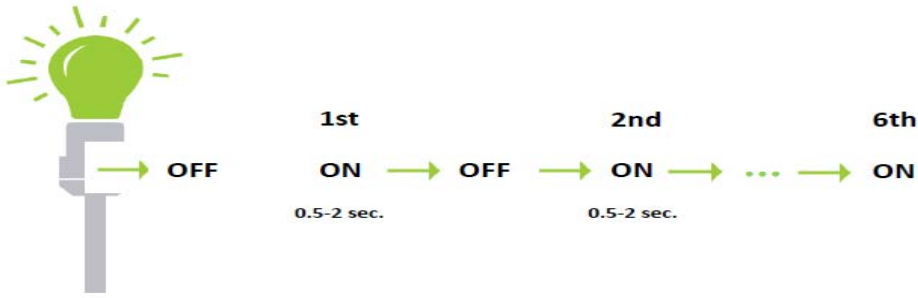 1st 2nd 6th
OFF ON OFF ON ... ON
0.5-2 sec. 0.5-2 sec.